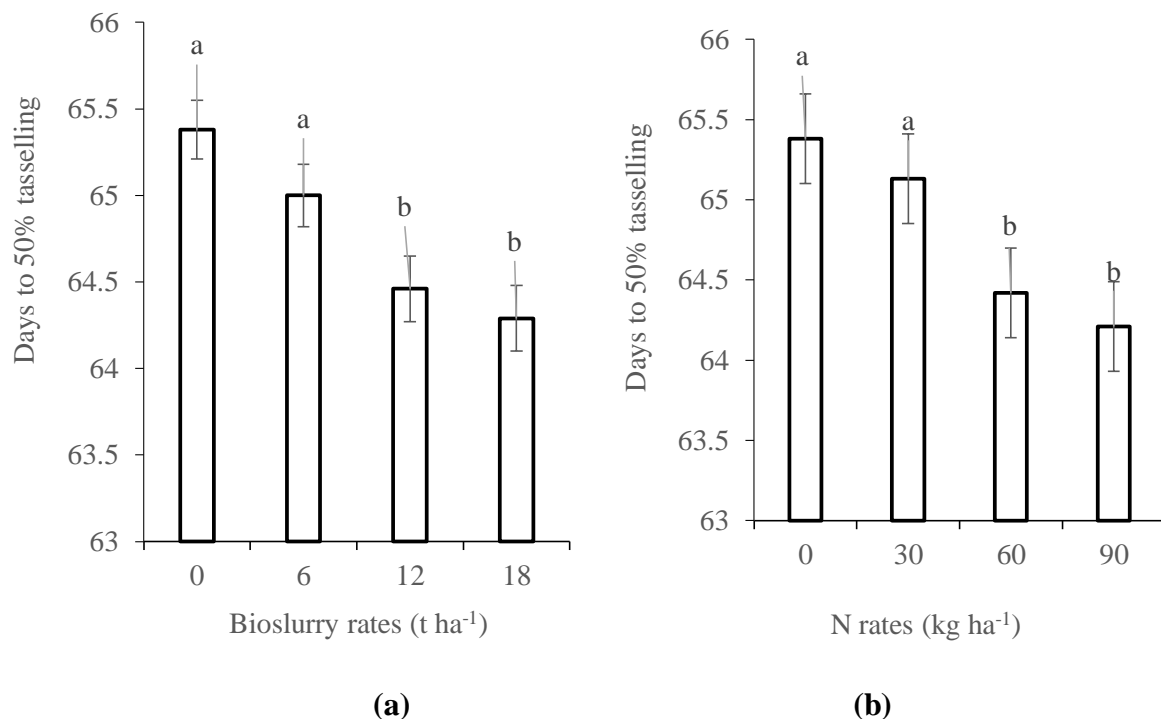 Days to 50% tasselling
66
65.5
65
64.5
64
63.5
63
a
a
b
b
0 6 12 18
Bioslurry rates (t ha-1)
(a)
Days to 50% tasselling
66
65.5
65
64.5
64
63.5
63
a
a
b
b
0 30 60 90
N rates (kg ha-1)
(b)